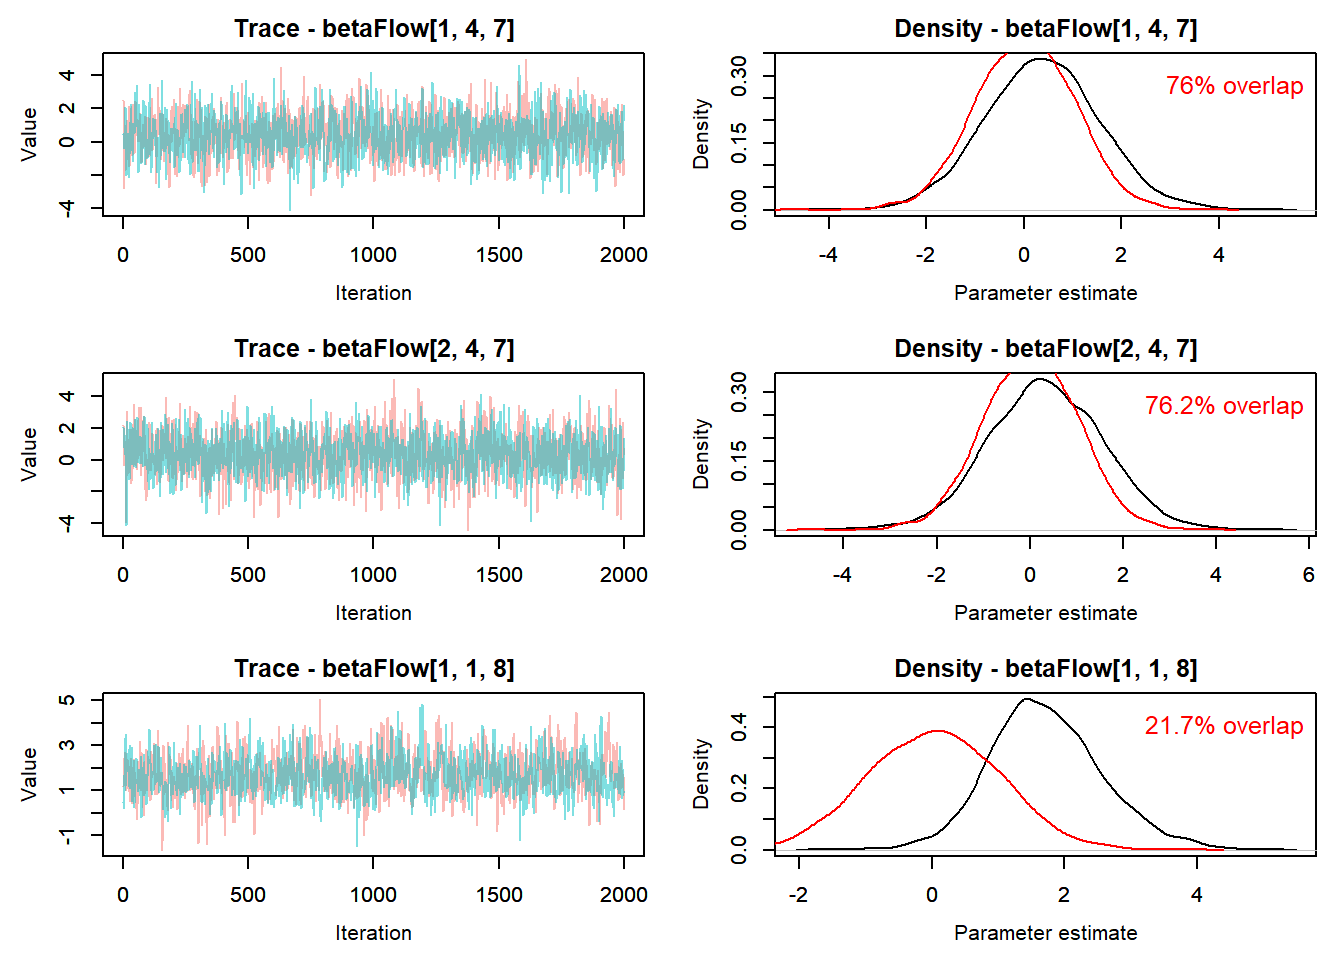 Trace - betaFlow[1, 4, 7]
Value
-4 0 2 4
0 500 1000 1500 2000
Iteration
Density - betaFlow[1, 4, 7]
76% overlap
Density
0.00 0.15 0.30
-4 -2 0 2 4
Parameter estimate
Trace - betaFlow[2, 4, 7]
Value
-4 0 2 4
0 500 1000 1500 2000
Iteration
Density - betaFlow[2, 4, 7]
76.2% overlap
Density
0.00 0.15 0.30
-4 -2 0 2 4 6
Parameter estimate
Trace - betaFlow[1, 1, 8]
Value
-1 1 3 5
0 500 1000 1500 2000
Iteration
Density - betaFlow[1, 1, 8]
21.7% overlap
Density
0.0 0.2 0.4
-2 0 2 4
Parameter estimate